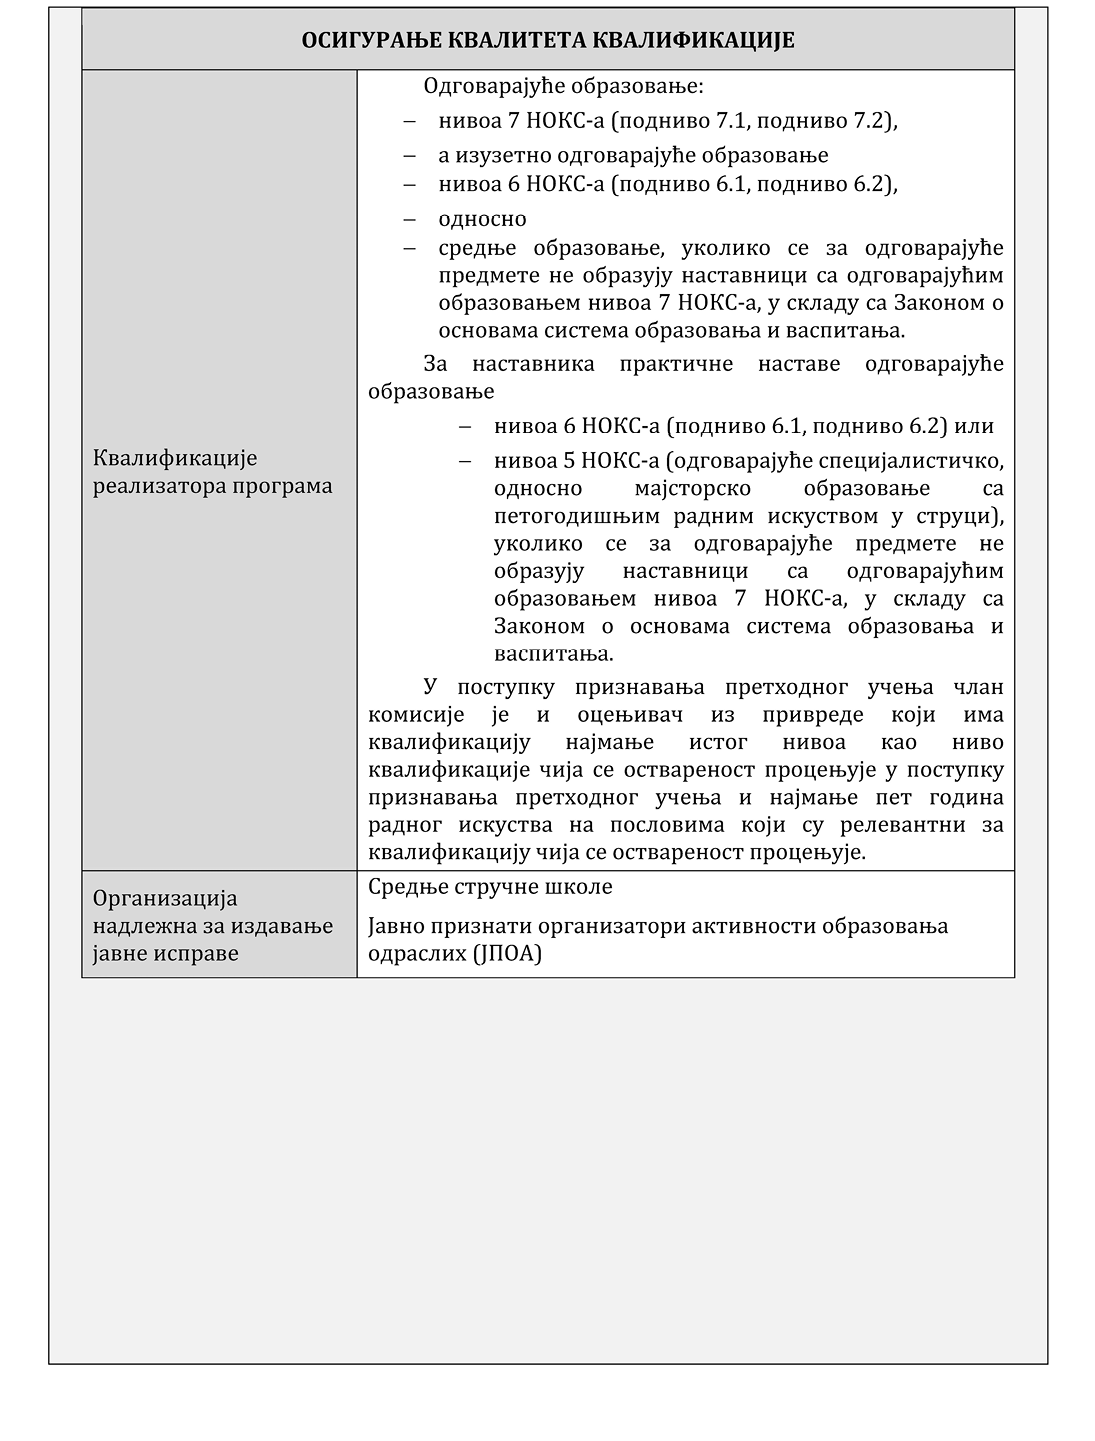 ОСИГУРАЊЕ КВАЛИТЕТА КВАЛИФИКАЦИЈЕ
Квалификације
реализатора програма
Одговарајуће образовање:
– нивоа 7 НОКС-а (подниво 7.1, подниво 7.2),
– а изузетно одговарајуће образовање
– нивоа 6 НОКС-а (подниво 6.1, подниво 6.2),
– односно
– средње образовање, уколико се за одговарајуће
предмете не образују наставници са одговарајућим
образовањем нивоа 7 НОКС-а, у складу са Законом о
основама система образовања и васпитања.
За наставника практичне наставе одговарајуће
образовање
– нивоа 6 НОКС-а (подниво 6.1, подниво 6.2) или
– нивоа 5 НОКС-а (одговарајуће специјалистичко,
односно мајсторско образовање са
петогодишњим радним искуством у струци),
уколико се за одговарајуће предмете не
образују наставници са одговарајућим
образовањем нивоа 7 НОКС-а, у складу са
Законом о основама система образовања и
васпитања.
У поступку признавања претходног учења члан
комисије је и оцењивач из привреде који има
квалификацију најмање истог нивоа као ниво
квалификације чија се оствареност процењује у поступку
признавања претходног учења и најмање пет година
радног искуства на пословима који су релевантни за
квалификацију чија се оствареност процењује.
Организација
надлежна за издавање
јавне исправе
Средње стручне школе
Јавно признати организатори активности образовања
одраслих (ЈПОА)